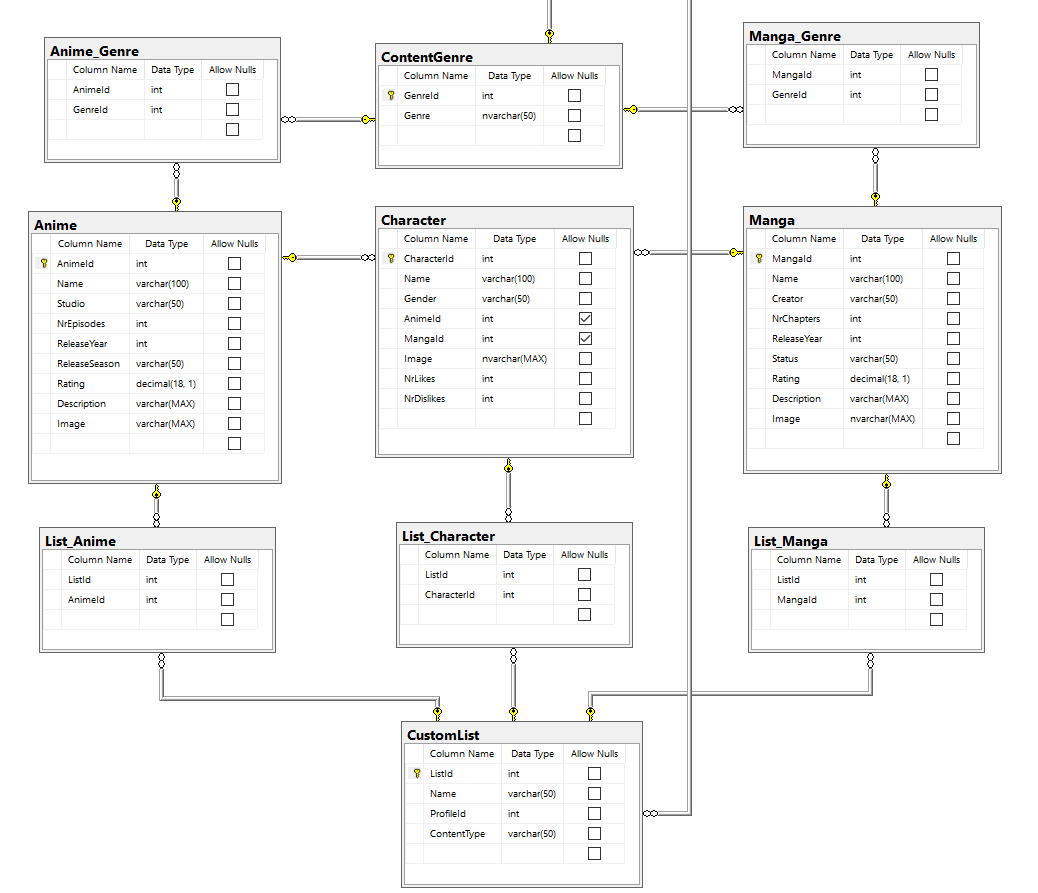 Anime_Genre
Column Name Data Type Allow Nulls
AnimeId int
GenreId int
ContentGenre
Column Name Data Type Allow Nulls
GenreId int
Genre nvarchar(50)
Manga_Genre
Column Name Data Type Allow Nulls
MangaId int
GenreId int
Anime
Column Name Data Type Allow Nulls
AnimeId int
Name varchar(100)
Studio varchar(50)
NrEpisodes int
ReleaseYear int
ReleaseSeason varchar(50)
Rating decimal(18, 1)
Description varchar(MAX)
Image varchar(MAX)
Character
Column Name Data Type Allow Nulls
CharacterId int
Name varchar(100)
Gender varchar(50)
AnimeId int
MangaId int
Image nvarchar(MAX)
NrLikes int
NrDislikes int
Manga
Column Name Data Type Allow Nulls
MangaId int
Name varchar(100)
Creator varchar(50)
NrChapters int
ReleaseYear int
Status varchar(50)
Rating decimal(18, 1)
Description varchar(MAX)
Image nvarchar(MAX)
List_Anime
Column Name Data Type Allow Nulls
ListId int
AnimeId int
List_Character
Column Name Data Type Allow Nulls
ListId int
CharacterId int
List_Manga
Column Name Data Type Allow Nulls
ListId int
MangaId int
CustomList
Column Name Data Type Allow Nulls
ListId int
Name varchar(50)
ProfileId int
ContentType varchar(50)